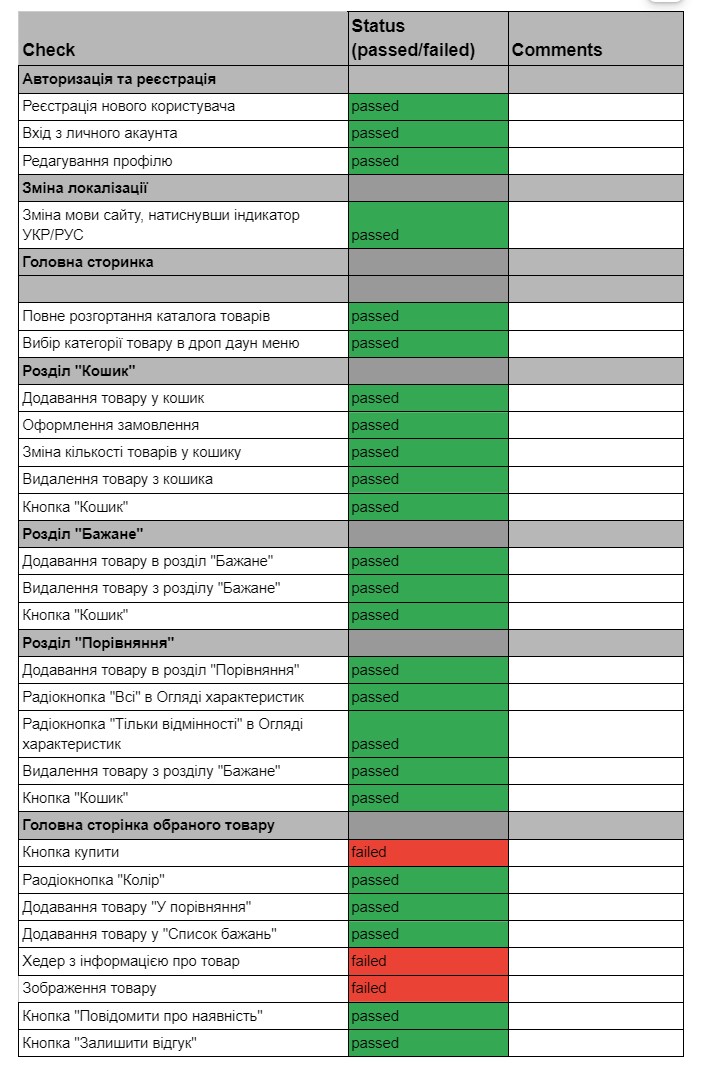 Status
Check (passed/failed) Comments
Авторизація та реєстрація
Реєстрація нового користувача passed
Вхід з личного акаунта passed
Редагування профілю passed
Зміна локалізації
Зміна мови сайту, натиснувши індикатор
УКР/РУС passed
Головна сторинка
Повне розгортання каталога товарів passed
Вибір категорії товару в дроп даун меню passed
Розділ "Кошик"
Додавання товару у кошик passed
Оформлення замовлення passed
Зміна кількості товарів у кошику passed
Видалення товару з кошика passed
Кнопка "Кошик" passed
Розділ "Бажане"
Додавання товару в розділ "Бажане" passed
Видалення товару з розділу "Бажане" passed
Кнопка "Кошик" passed
Розділ "Порівняння"
Додавання товару в розділ "Порівняння" passed
Радіокнопка "Всі" в Огляді характеристик passed
Радіокнопка "Тільки відмінності" в Огляді
характеристик passed
Видалення товару з розділу "Бажане" passed
Кнопка "Кошик" passed
Головна сторінка обраного товару
Кнопка купити failed
Раодіокнопка "Колір" passed
Додавання товару "У порівняння" passed
Додавання товару у "Список бажань" passed
Хедер з інформацією про товар failed
Зображення товару failed
Кнопка "Повідомити про наявність" passed
Кнопка "Залишити відгук" passed